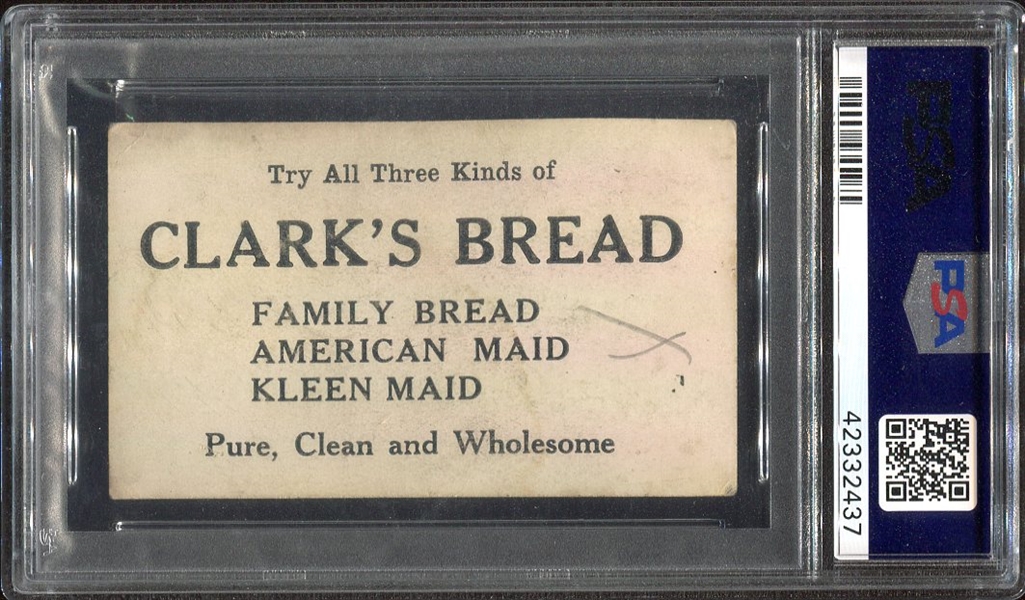 Try All Three Kinds of
CLARK'S BREAD
FAMILY BREAD
AMERICAN MAID
KLEEN MAID
Pure, Clean and Wholesome
PSA
PSA
42332437